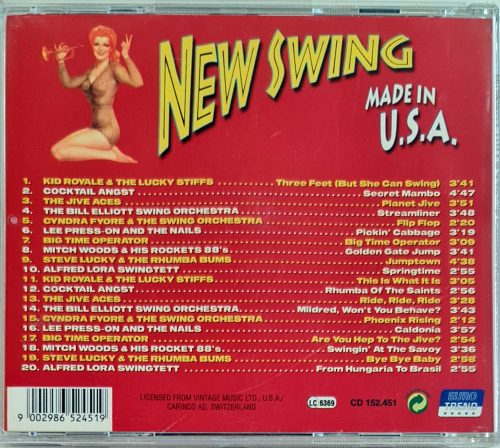 NEW SWING
MADE IN
U.S.A.
1. KID ROYALE & THE LUCKY STIFFS .......... Three Feet (But She Can Swing) 3'41
2. COCKTAIL ANGST .......... Secret Mambo 4'47
3. THE JIVE ACES .......... Planet Jive 3'51
4. THE BILL ELLIOTT SWING ORCHESTRA .......... Streamliner 3'48
5. CYNDRA FYORE & THE SWING ORCHESTRA .......... Flip Flop 2'20
6. LEE PRESS-ON AND THE NAILS .......... Pickin' Cabbage 3'19
7. BIG TIME OPERATOR .......... Big Time Operator 3'09
8. MITCH WOODS & HIS ROCKETS 88's .......... Golden Gate Jump 3'41
9. STEVE LUCKY & THE RHUMBA BUMS .......... Jumptown 4'38
10. ALFRED LORA SWINGTETT .......... Springtime 2'55
11. KID ROYALE & THE LUCKY STIFFS .......... This Is What It Is 3'05
12. COCKTAIL ANGST .......... Rhumba Of The Saints 2'56
13. THE JIVE ACES .......... Ride, Ride, Ride 3'28
14. THE BILL ELLIOTT SWING ORCHESTRA .......... Mildred, Won't You Behave? 3'43
15. CYNDRA FYORE & THE SWING ORCHESTRA .......... Phoenix Rising 2'12
16. LEE PRESS-ON AND THE NAILS .......... Caldonia 3'57
17. BIG TIME OPERATOR .......... Are You Hep To The Jive? 2'54
18. MITCH WOODS & HIS ROCKETS 88's .......... Swingin' At The Savoy 3'36
19. STEVE LUCKY & THE RHUMBA BUMS .......... Bye Bye Baby 2'58
20. ALFRED LORA SWINGTETT .......... From Hungaria To Brasil 2'55
LICENSED FROM VINTAGE MUSIC LTD., U.S.A./
CARINCO AG, SWITZERLAND
LC 6369
CD 152.451
EURO
TREND
9 002986 524519